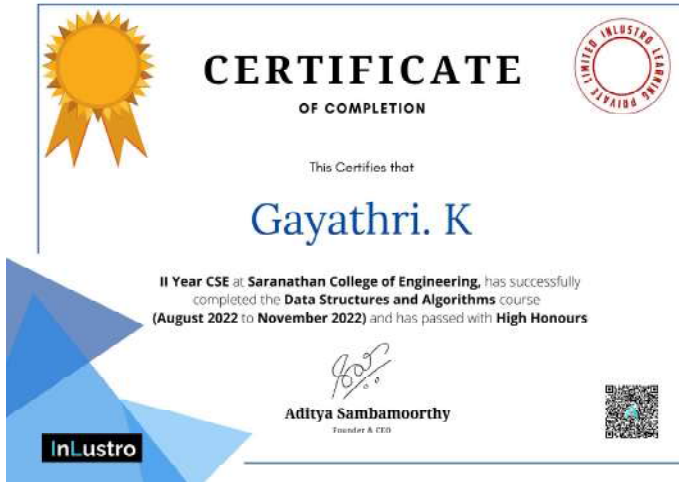 CERTIFICATE
OF COMPLETION
INLUSTRO LEARNING PRIVATE LIMITED
This Certifies that
Gayathri. K
II Year CSE at Saranathan College of Engineering, has successfully
completed the Data Structures and Algorithms course
(August 2022 to November 2022) and has passed with High Honours
Aditya Sambamoorthy
Founder & CEO
InLustro